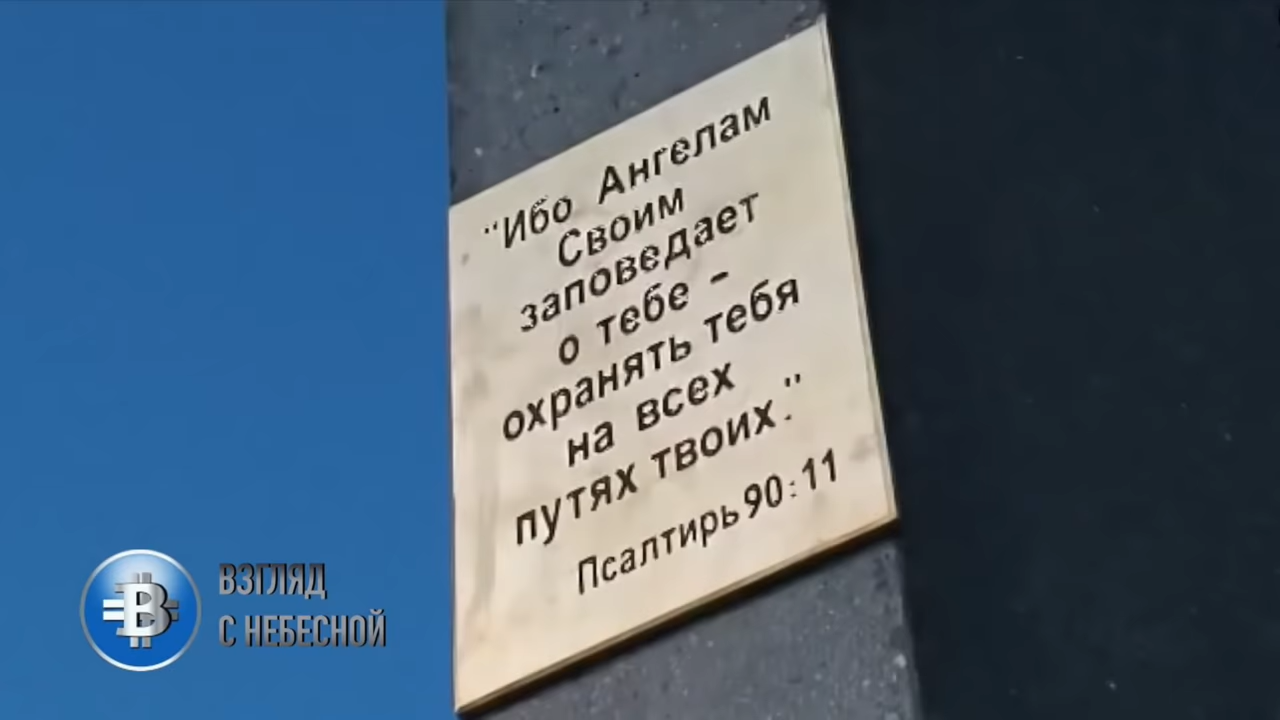 "Ибо Ангелам
Своим
заповедает
о тебе -
охранять тебя
на всех
путях твоих."
Псалтирь 90:11
ВЗГЛЯД
С НЕБЕСНОЙ